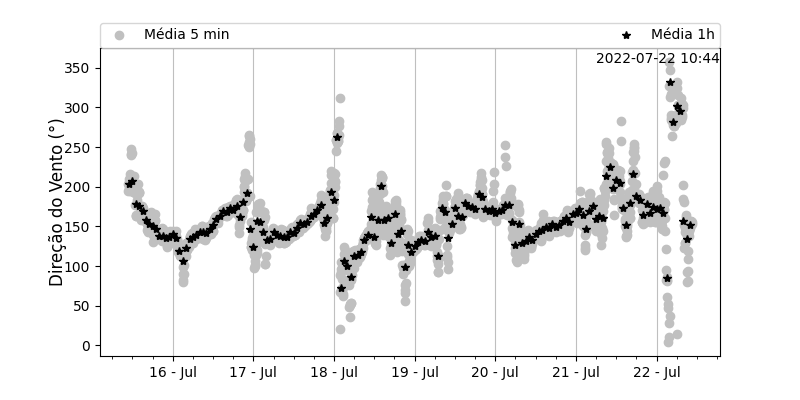 Média 5 min
Média 1h
2022-07-22 10:44
Direção do Vento (°)
350
300
250
200
150
100
50
0
16 - Jul
17 - Jul
18 - Jul
19 - Jul
20 - Jul
21 - Jul
22 - Jul